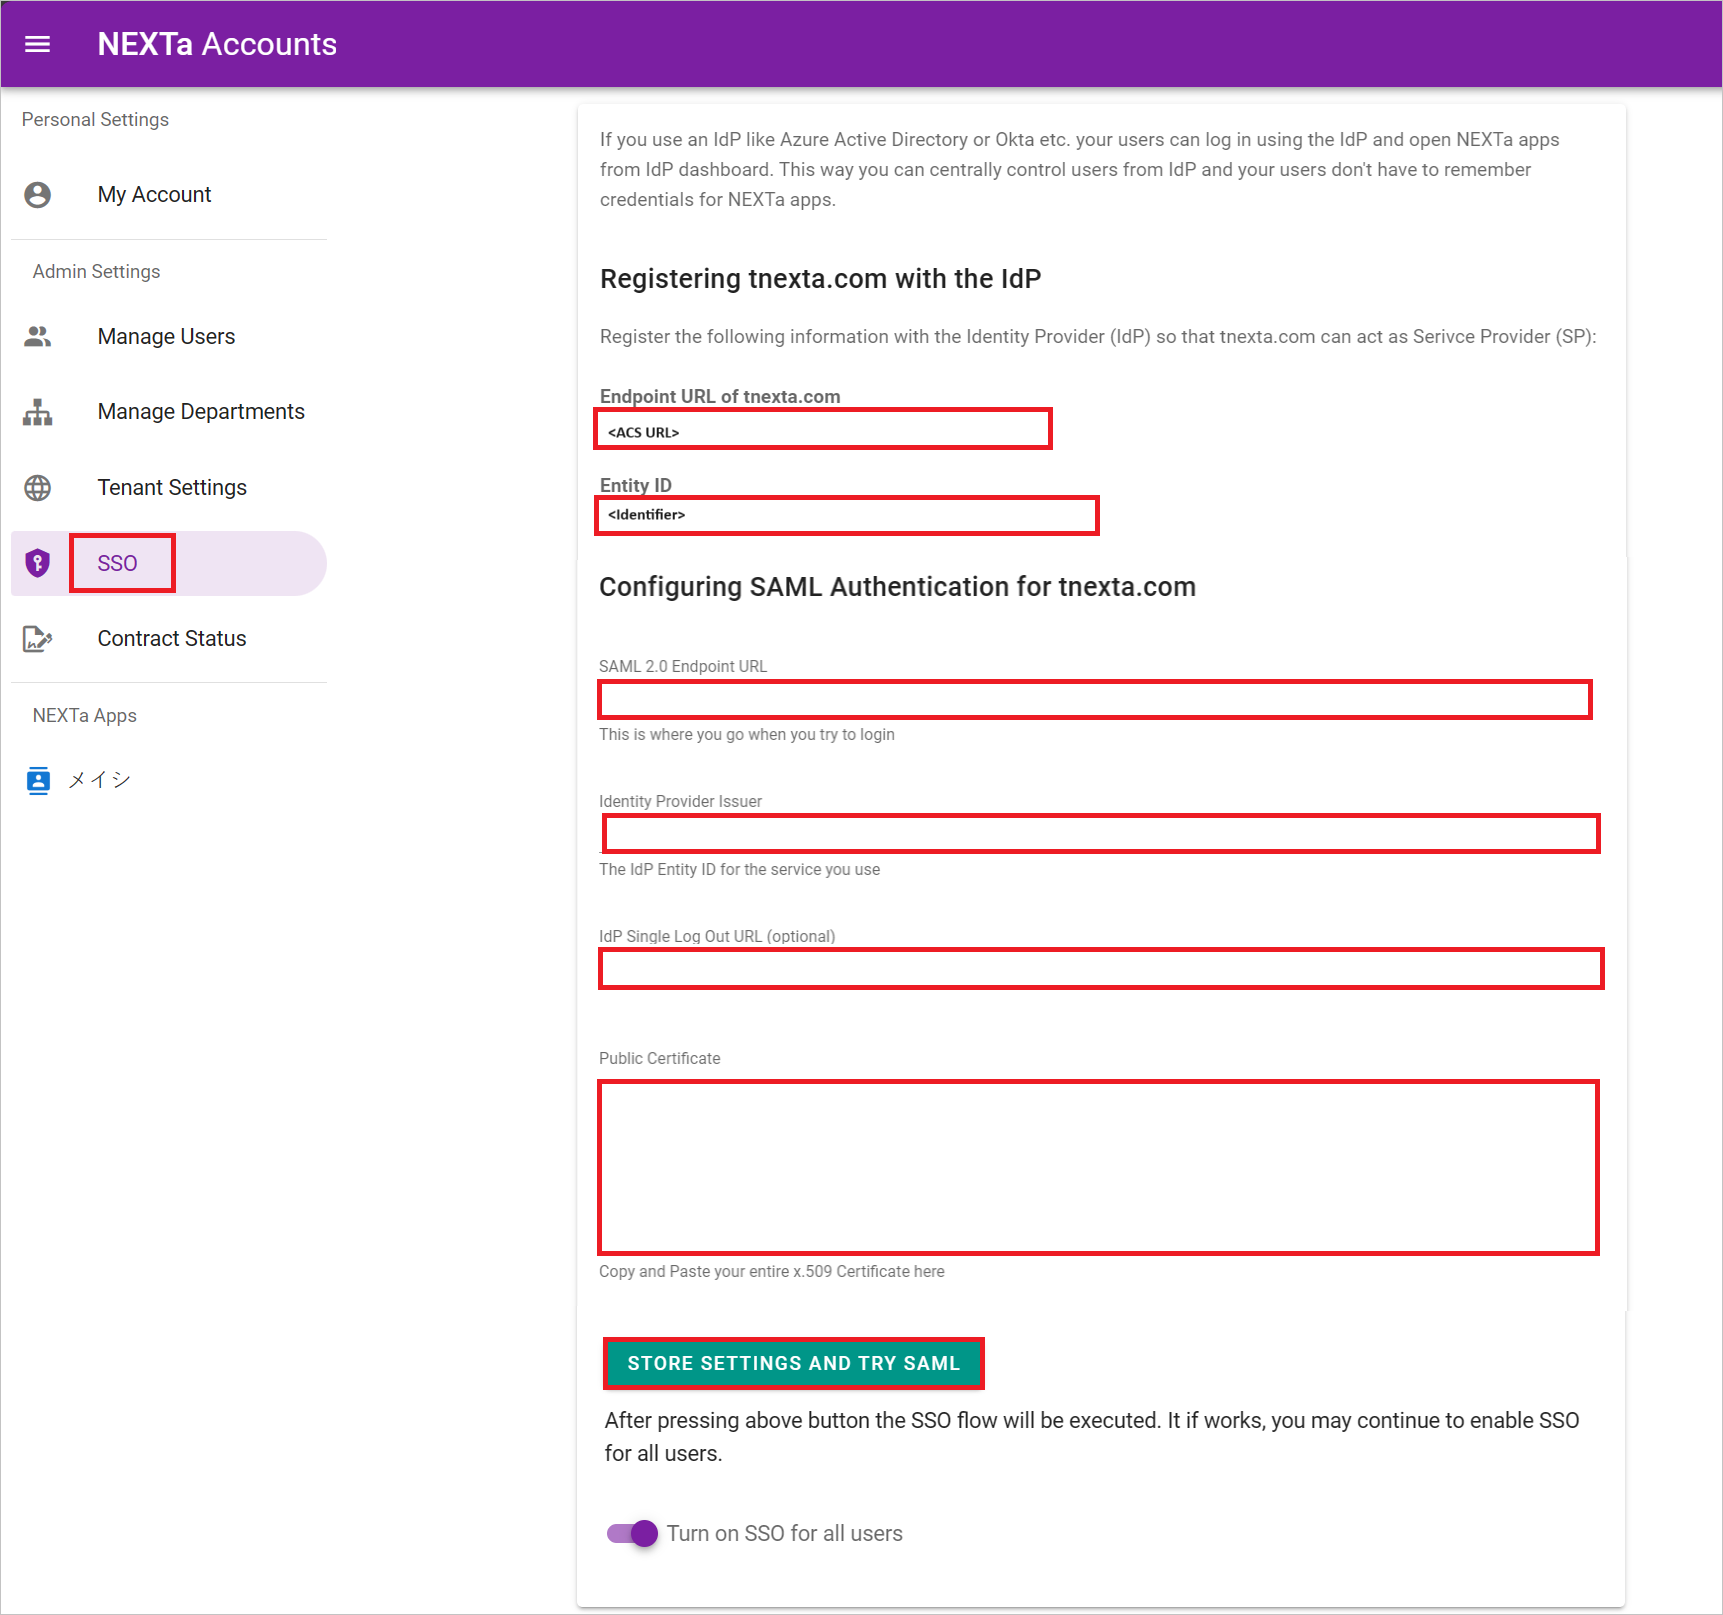 NEXTa Accounts
Personal Settings
My Account
Admin Settings
Manage Users
Manage Departments
Tenant Settings
SSO
Contract Status
NEXTa Apps
メイシ
If you use an IdP like Azure Active Directory or Okta etc. your users can log in using the IdP and open NEXTa apps
from IdP dashboard. This way you can centrally control users from IdP and your users don't have to remember
credentials for NEXTa apps.
Registering tnexta.com with the IdP
Register the following information with the Identity Provider (IdP) so that tnexta.com can act as Serivce Provider (SP):
Endpoint URL of tnexta.com
<ACS URL>
Entity ID
<Identifier>
Configuring SAML Authentication for tnexta.com
SAML 2.0 Endpoint URL
This is where you go when you try to login
Identity Provider Issuer
The IdP Entity ID for the service you use
IdP Single Log Out URL (optional)
Public Certificate
Copy and Paste your entire x.509 Certificate here
STORE SETTINGS AND TRY SAML
After pressing above button the SSO flow will be executed. It if works, you may continue to enable SSO
for all users.
Turn on SSO for all users